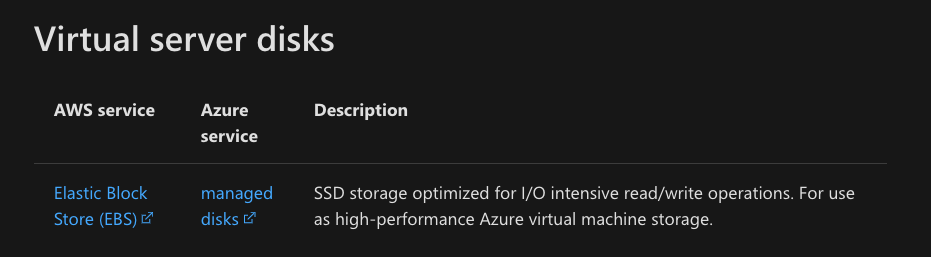 Virtual server disks
AWS service
Azure
service
Description
Elastic Block
Store (EBS)
managed
disks
SSD storage optimized for I/O intensive read/write operations. For use
as high-performance Azure virtual machine storage.